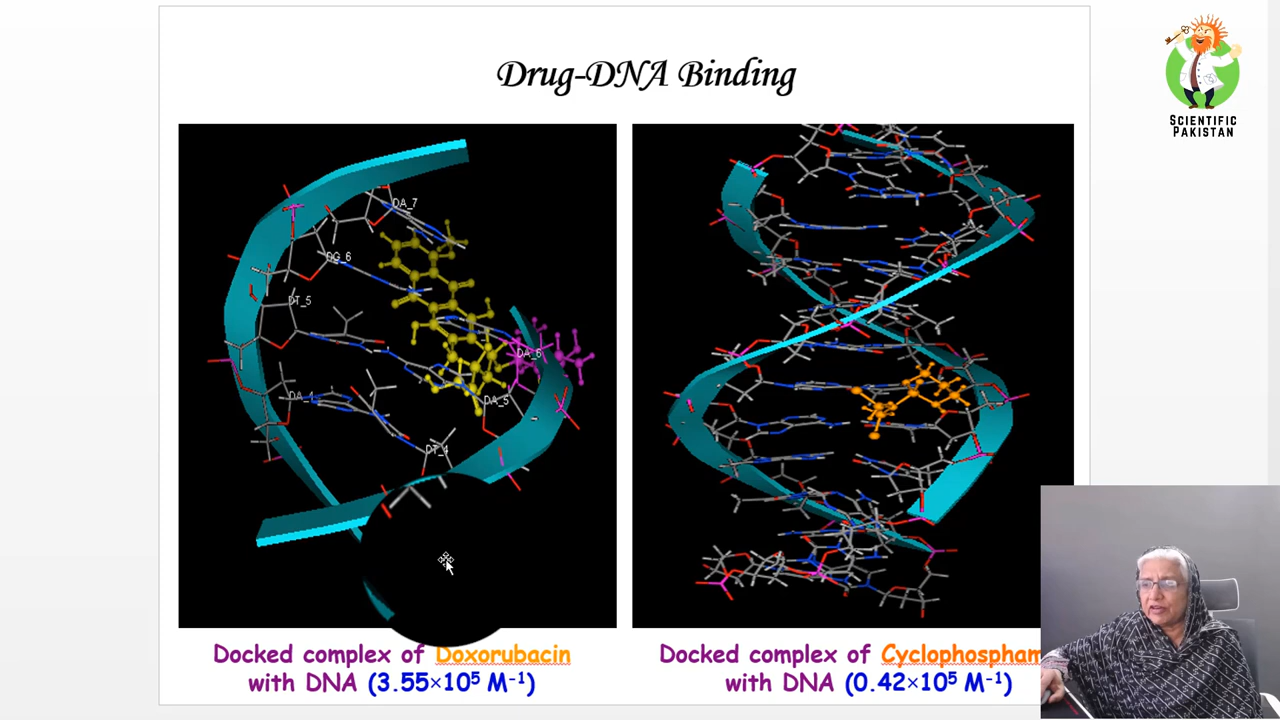 Drug-DNA Binding
SCIENTIFIC
PAKISTAN
DA_7
DG_6
DT_5
DA_6
DA_5
DT_4
Docked complex of Doxorubacin
with DNA (3.55×10⁵ M⁻¹)
Docked complex of Cyclophospham
with DNA (0.42×10⁵ M⁻¹)